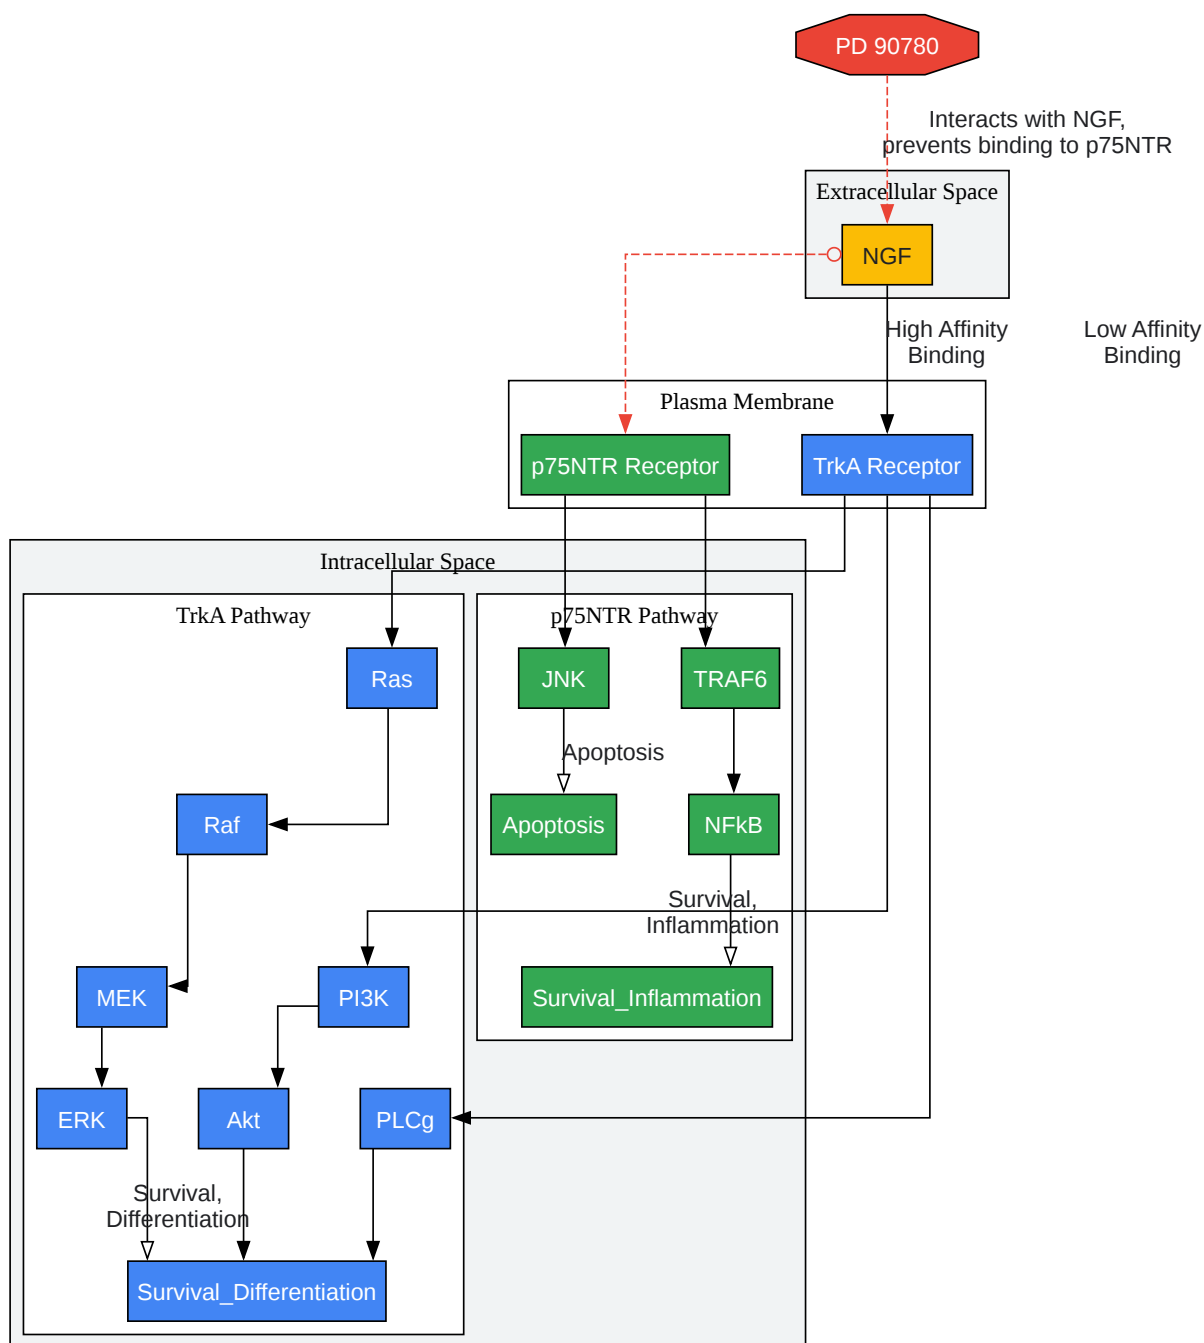 PD 90780
Interacts with NGF,
prevents binding to p75NTR
Extracellular Space
NGF
High Affinity
Binding
Low Affinity
Binding
Plasma Membrane
p75NTR Receptor
TrkA Receptor
Intracellular Space
TrkA Pathway
p75NTR Pathway
Ras
JNK
TRAF6
Apoptosis
Raf
Apoptosis
NFkB
Survival,
Inflammation
MEK
PI3K
Survival_Inflammation
ERK
Akt
PLCg
Survival,
Differentiation
Survival_Differentiation